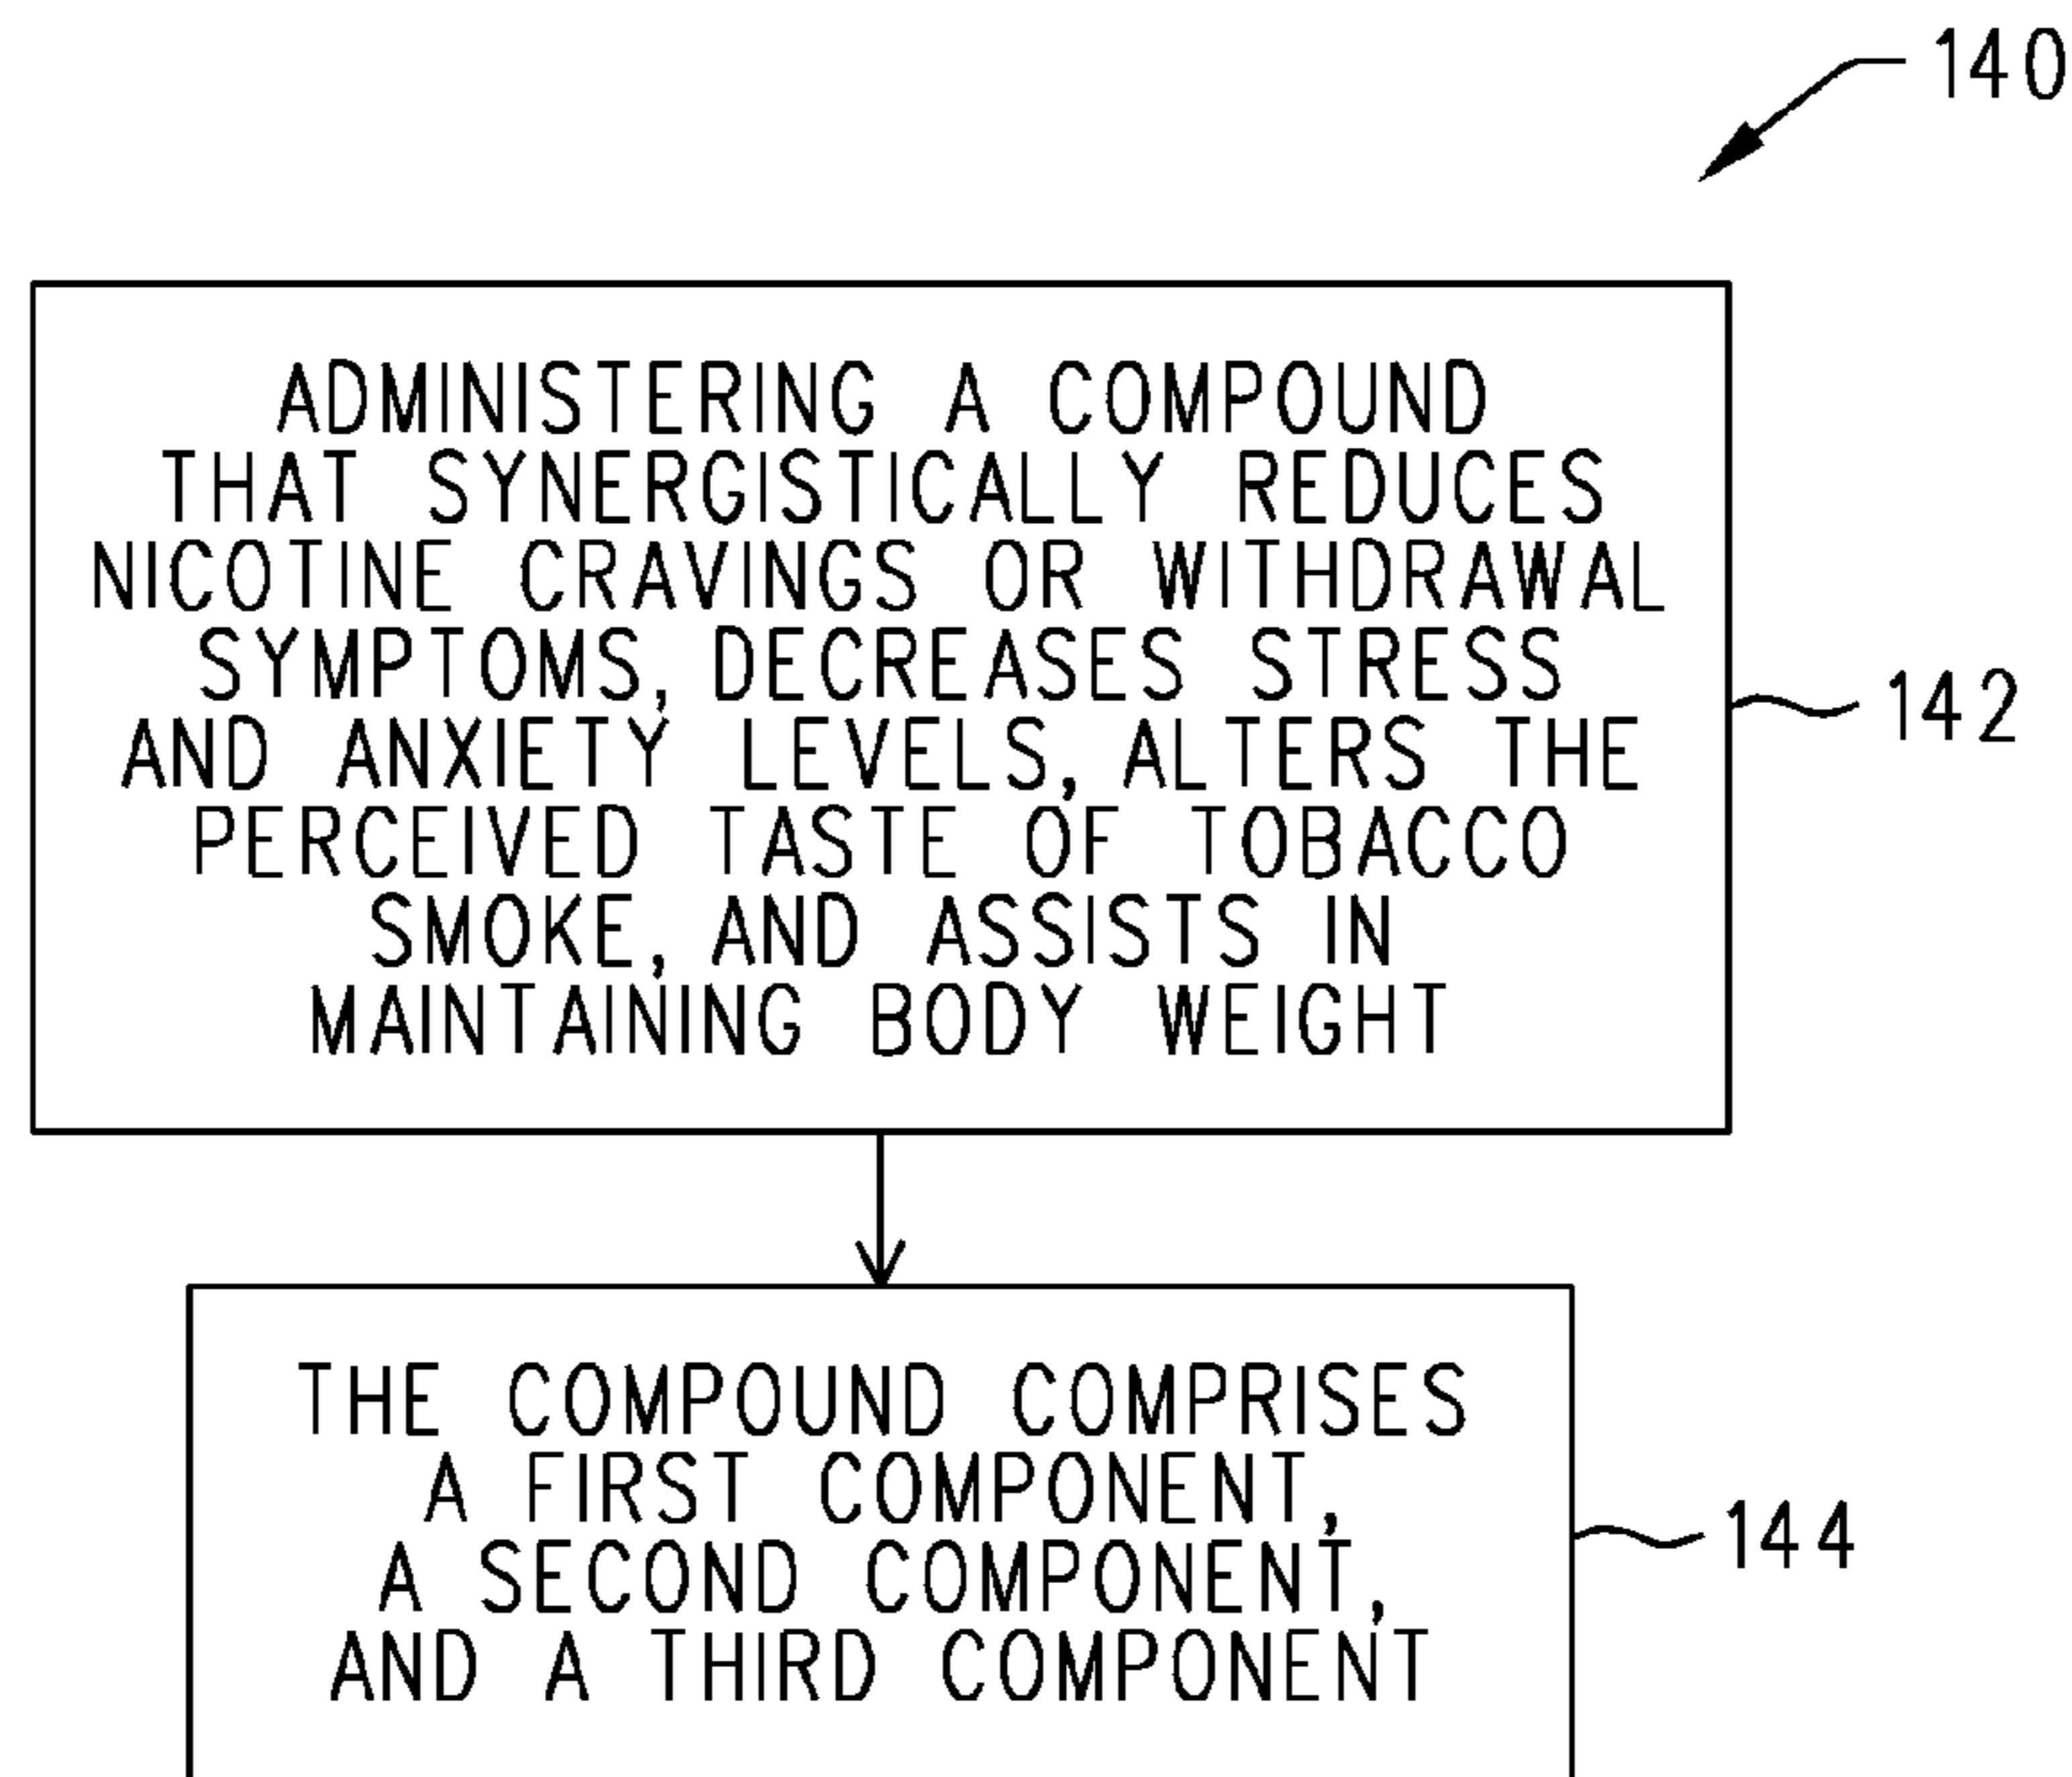 140
ADMINISTERING A COMPOUND
THAT SYNERGISTICALLY REDUCES
NICOTINE CRAVINGS OR WITHDRAWAL
SYMPTOMS, DECREASES STRESS
AND ANXIETY LEVELS, ALTERS THE
PERCEIVED TASTE OF TOBACCO
SMOKE, AND ASSISTS IN
MAINTAINING BODY WEIGHT
142
THE COMPOUND COMPRISES
A FIRST COMPONENT,
A SECOND COMPONENT,
AND A THIRD COMPONENT
144